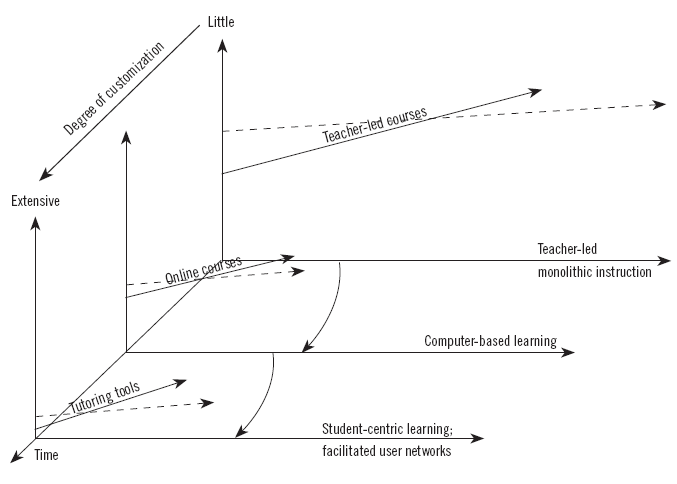 Little
Degree of customization
Teacher-led courses
Extensive
Teacher-led
monolithic instruction
Online courses
Computer-based learning
Tutoring tools
Student-centric learning;
facilitated user networks
Time